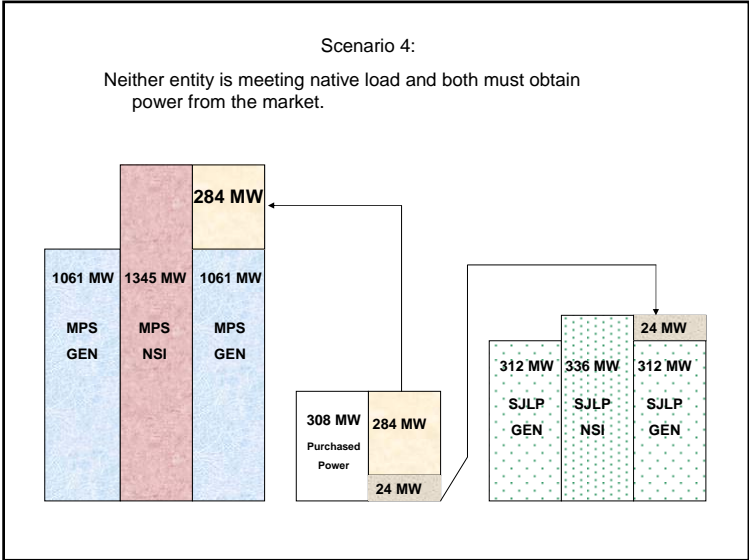 Scenario 4:
Neither entity is meeting native load and both must obtain
power from the market.
284 MW
1061 MW
MPS
GEN
1345 MW
MPS
NSI
1061 MW
MPS
GEN
308 MW
Purchased
Power
284 MW
24 MW
24 MW
312 MW
SJLP
GEN
336 MW
SJLP
NSI
312 MW
SJLP
GEN